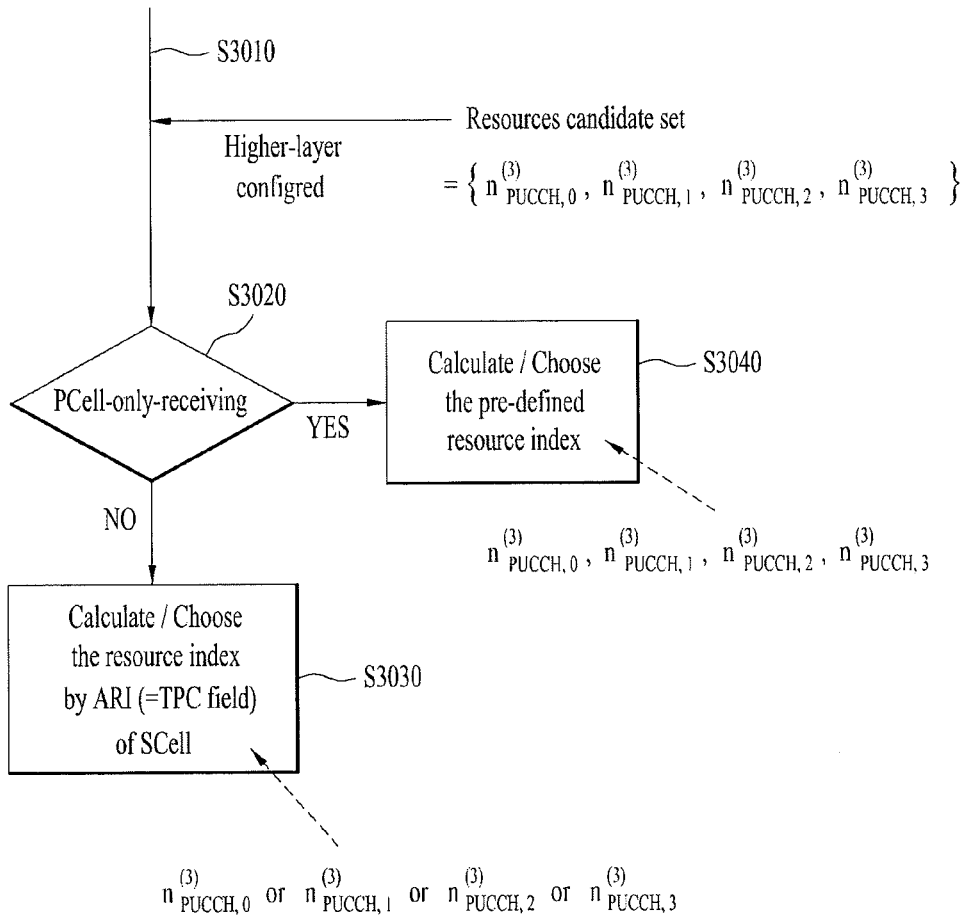 S3010
Resources candidate set
Higher-layer
configred
= { n^{(3)}_{PUCCH, 0} , n^{(3)}_{PUCCH, 1} , n^{(3)}_{PUCCH, 2} , n^{(3)}_{PUCCH, 3} }
S3020
PCell-only-receiving
YES
NO
Calculate / Choose
the pre-defined
resource index
S3040
n^{(3)}_{PUCCH, 0} , n^{(3)}_{PUCCH, 1} , n^{(3)}_{PUCCH, 2} , n^{(3)}_{PUCCH, 3}
Calculate / Choose
the resource index
by ARI (=TPC field)
of SCell
S3030
n^{(3)}_{PUCCH, 0} or n^{(3)}_{PUCCH, 1} or n^{(3)}_{PUCCH, 2} or n^{(3)}_{PUCCH, 3}